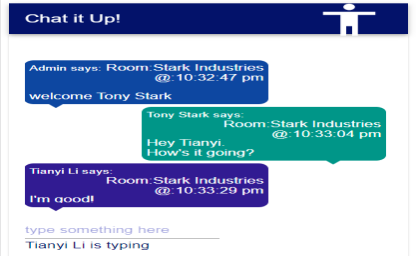 Chat it Up!
Admin says: Room:Stark Industries
@:10:32:47 pm
welcome Tony Stark
Tony Stark says:
Room:Stark Industries
@:10:33:04 pm
Hey Tianyi.
How's it going?
Tianyi Li says:
Room:Stark Industries
@:10:33:29 pm
I'm good!
type something here
Tianyi Li is typing